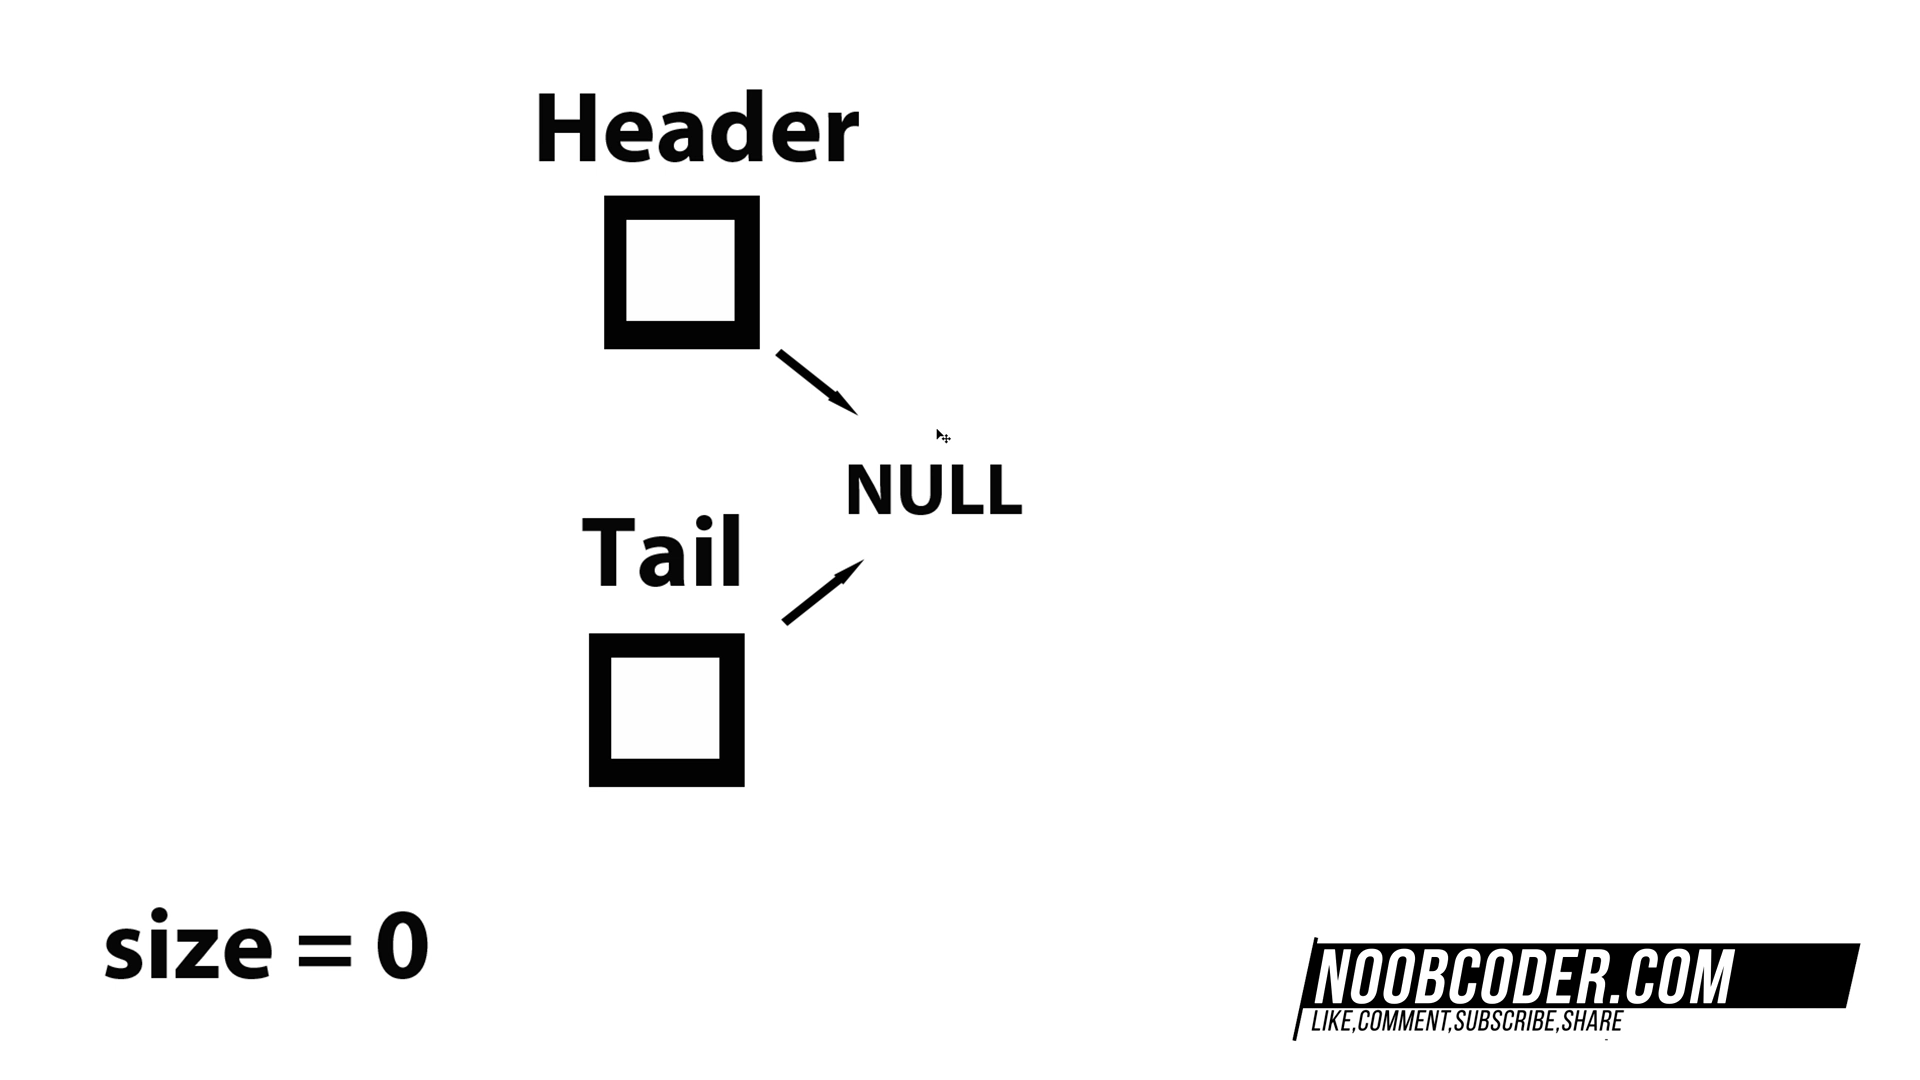 Header
NULL
Tail
size = 0
NOOBCODER.COM
LIKE,COMMENT,SUBSCRIBE,SHARE